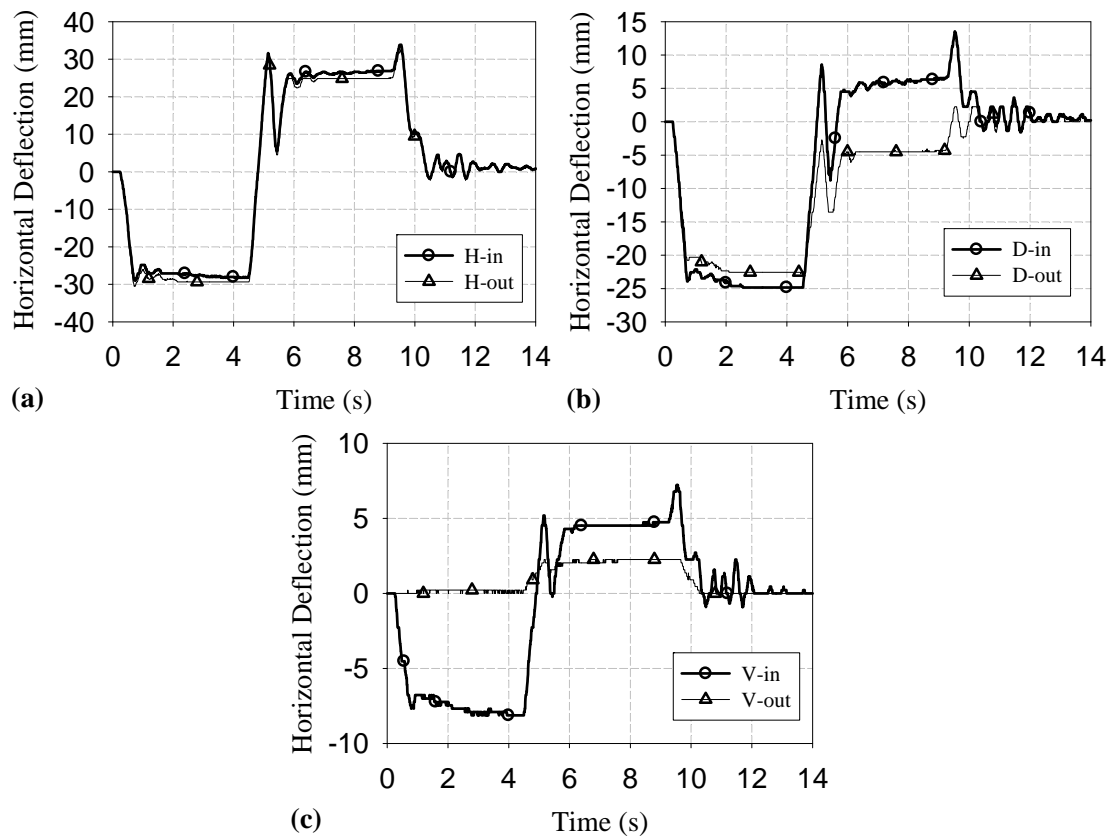 40
30
20
10
0
-10
-20
-30
-40
Horizontal Deflection (mm)
H-in
H-out
0 2 4 6 8 10 12 14
Time (s)
(a)
15
10
5
0
-5
-10
-15
-20
-25
-30
Horizontal Deflection (mm)
D-in
D-out
0 2 4 6 8 10 12 14
Time (s)
(b)
10
5
0
-5
-10
Horizontal Deflection (mm)
V-in
V-out
0 2 4 6 8 10 12 14
Time (s)
(c)